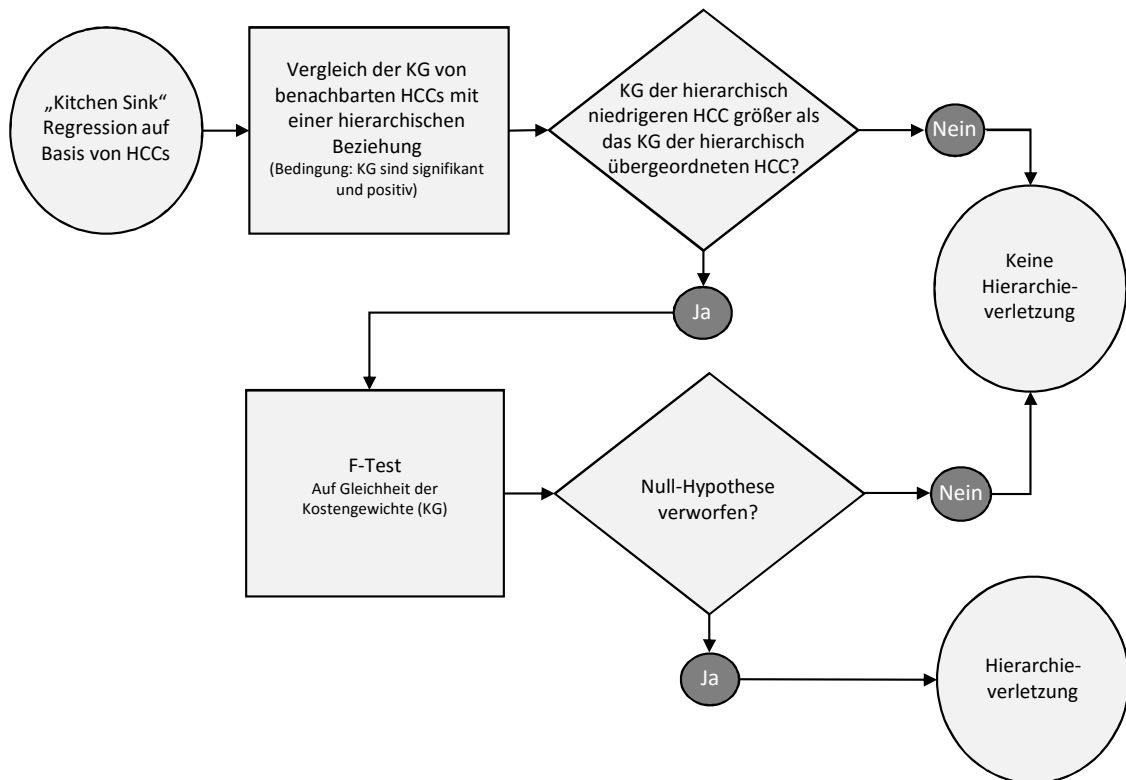 „Kitchen Sink“
Regression auf
Basis von HCCs
Vergleich der KG von
benachbarten HCCs mit
einer hierarchischen
Beziehung
(Bedingung: KG sind signifikant
und positiv)
KG der hierarchisch
niedrigeren HCC größer als
das KG der hierarchisch
übergeordneten HCC?
Nein
Keine
Hierarchie-
verletzung
Ja
F-Test
Auf Gleichheit der
Kostengewichte (KG)
Null-Hypothese
verworfen?
Nein
Ja
Hierarchie-
verletzung